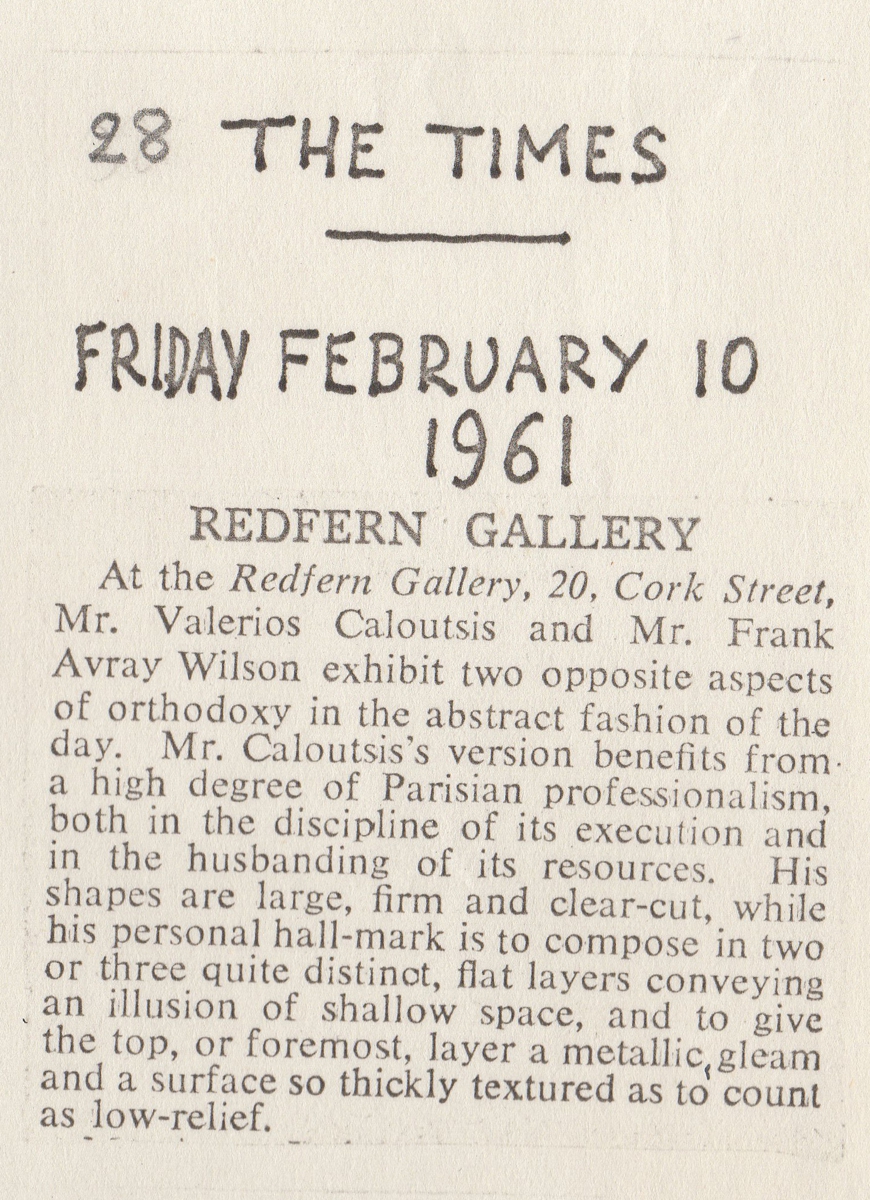 28 THE TIMES
FRIDAY FEBRUARY 10
1961
REDFERN GALLERY
At the Redfern Gallery, 20, Cork Street,
Mr. Valerios Caloutsis and Mr. Frank
Avray Wilson exhibit two opposite aspects
of orthodoxy in the abstract fashion of the
day. Mr. Caloutsis's version benefits from
a high degree of Parisian professionalism,
both in the discipline of its execution and
in the husbanding of its resources. His
shapes are large, firm and clear-cut, while
his personal hall-mark is to compose in two
or three quite distinct, flat layers conveying
an illusion of shallow space, and to give
the top, or foremost, layer a metallic gleam
and a surface so thickly textured as to count
as low-relief.